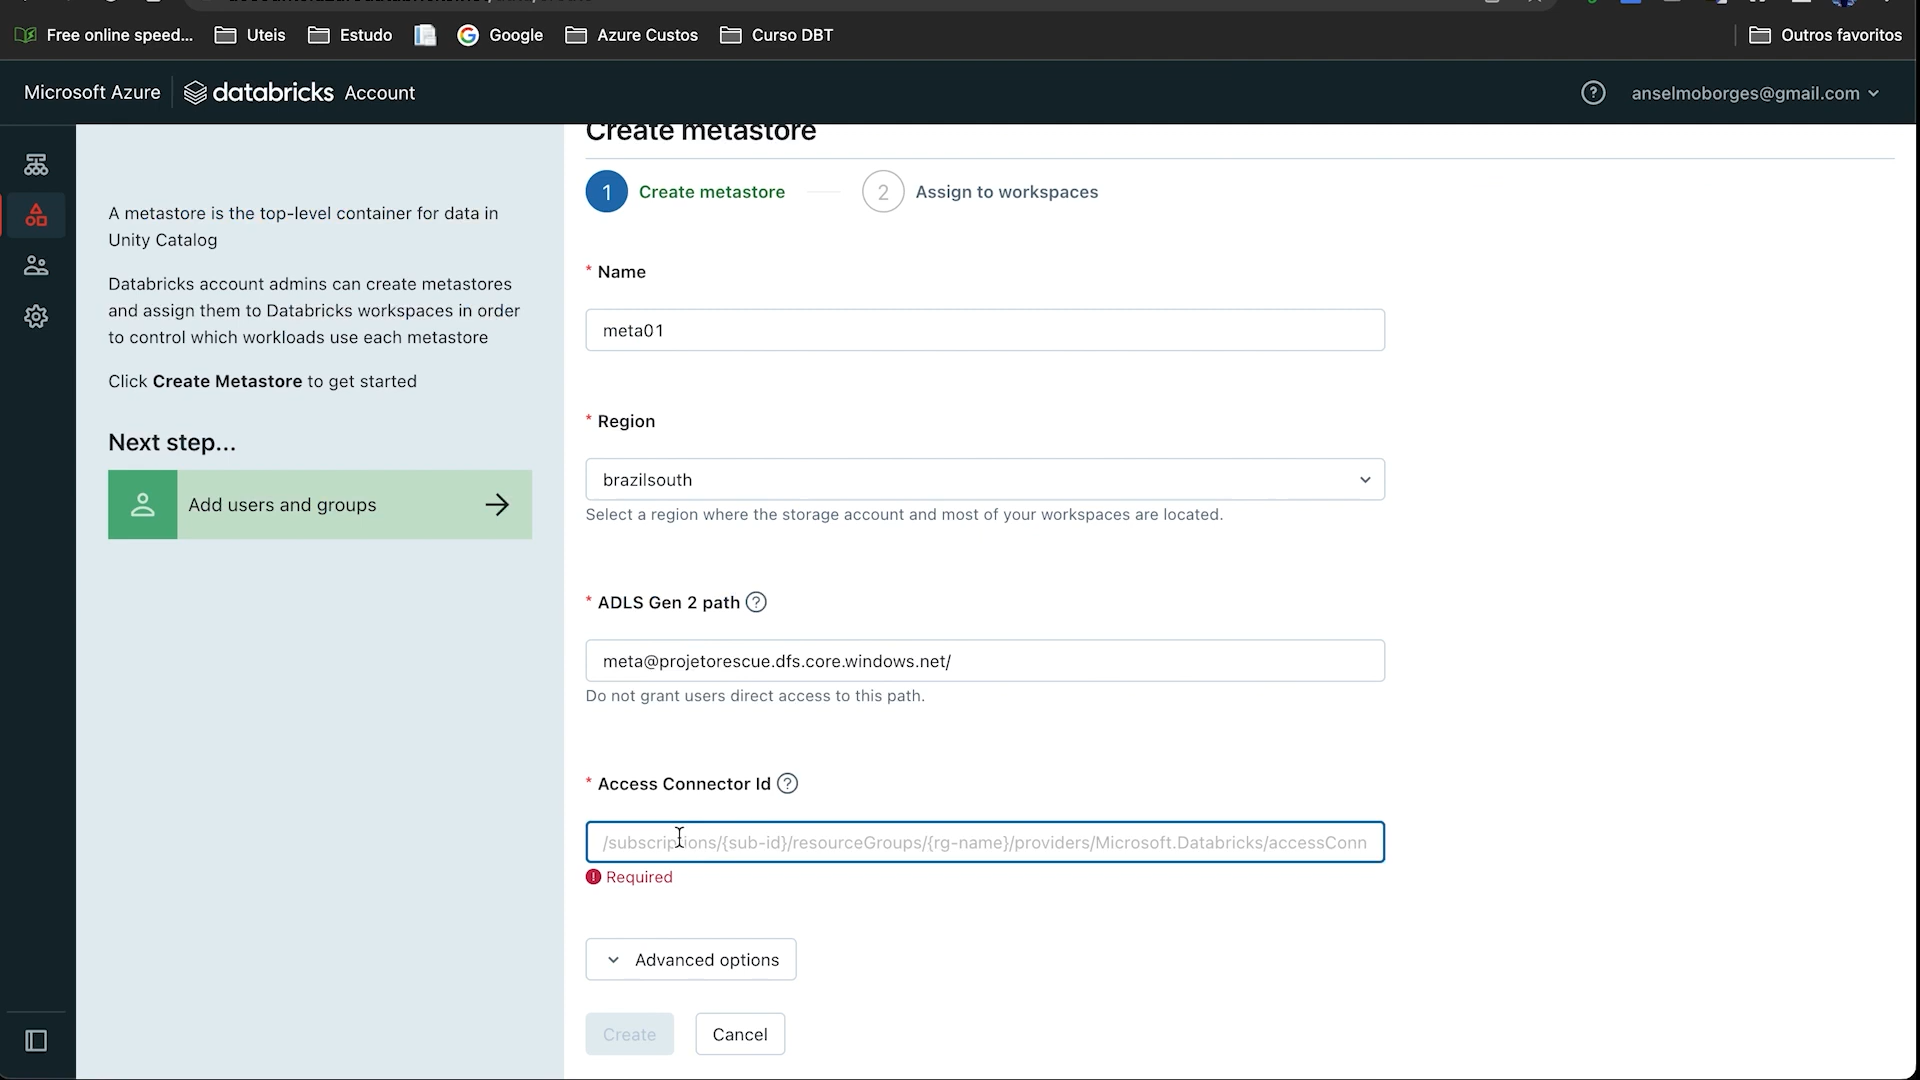 Free online speed...
Uteis
Estudo
Google
Azure Custos
Curso DBT
Outros favoritos
Microsoft Azure
databricks Account
anselmoborges@gmail.com
A metastore is the top-level container for data in
Unity Catalog
Databricks account admins can create metastores
and assign them to Databricks workspaces in order
to control which workloads use each metastore
Click Create Metastore to get started
Next step...
Add users and groups
Create metastore
1 Create metastore
2 Assign to workspaces
* Name
meta01
* Region
brazilsouth
Select a region where the storage account and most of your workspaces are located.
* ADLS Gen 2 path
meta@projetorescue.dfs.core.windows.net/
Do not grant users direct access to this path.
* Access Connector Id
/subscriptions/{sub-id}/resourceGroups/{rg-name}/providers/Microsoft.Databricks/accessConn
Required
Advanced options
Create
Cancel